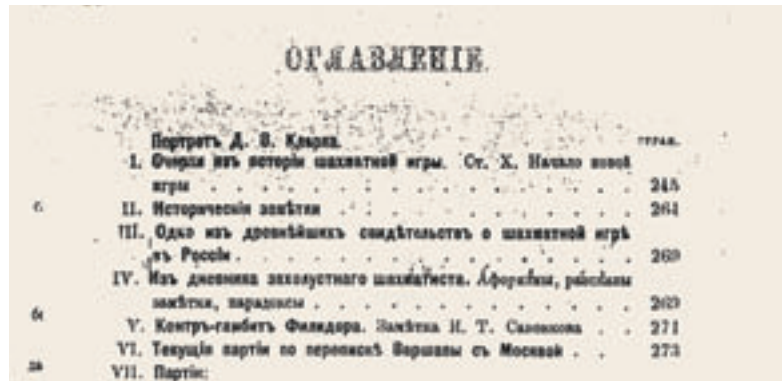 ОГЛАВЛЕНІЕ.
Портретъ Д. В. Кларка.
СТРАН.
I. Очерки изъ исторіи шахматной игры. Ст. X. Начало новой
игры . . . . . . . . . . . . . . . 245
II. Историческія замѣтки . . . . . . . . . . 261
III. Одно изъ древнѣйшихъ свидѣтельствъ о шахматной игрѣ
въ Россіи . . . . . . . . . . . . . 269
IV. Изъ дневника захолустнаго шахматиста. Афоризмы, разсказы
замѣтки, парадоксы . . . . . . . . . . 269
V. Контръ-гамбитъ Филидора. Замѣтка И. Т. Савенкова . . 271
VI. Текущія партіи по перепискѣ Варшавы съ Москвой . . 273
VII. Партіи: